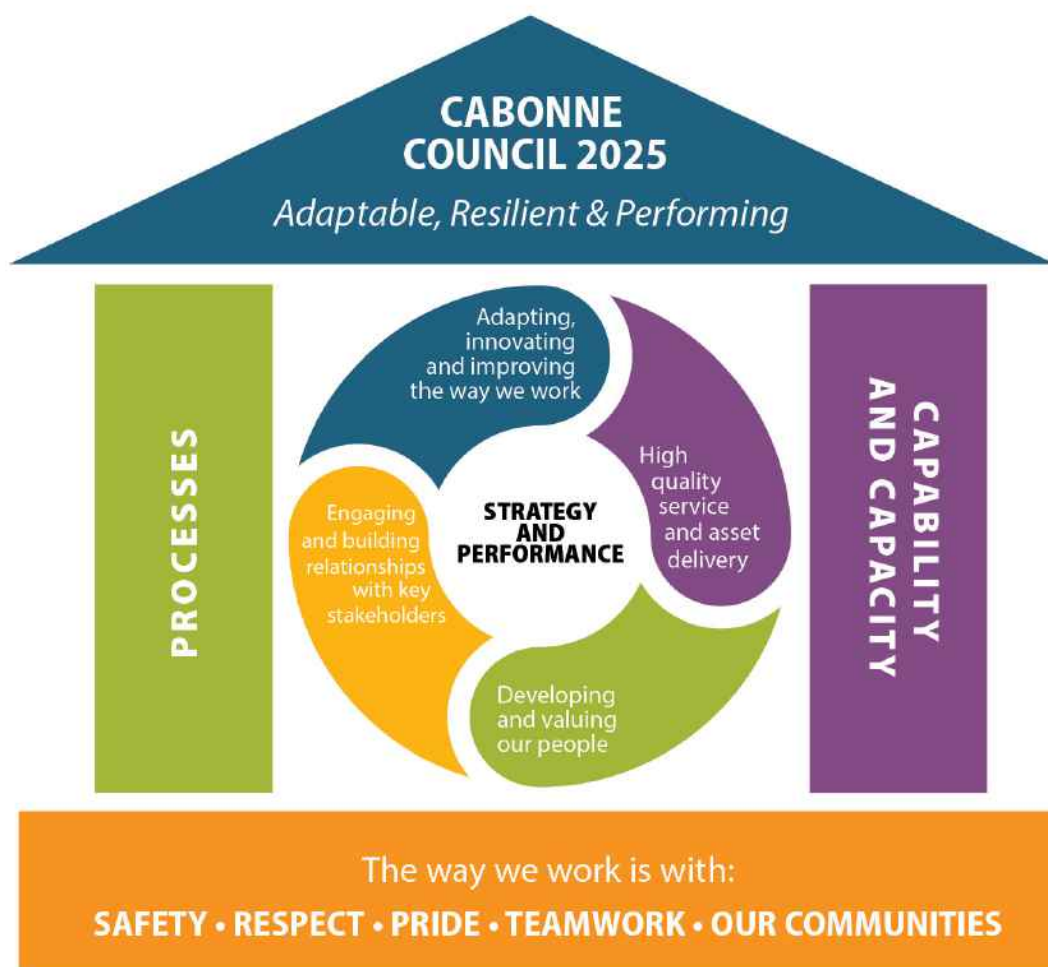 CABONNE
COUNCIL 2025
Adaptable, Resilient & Performing
PROCESSES
Adapting,
innovating
and improving
the way we work
High
quality
service
and asset
delivery
STRATEGY
AND
PERFORMANCE
Engaging
and building
relationships
with key
stakeholders
Developing
and valuing
our people
CAPABILITY
AND CAPACITY
The way we work is with:
SAFETY • RESPECT • PRIDE • TEAMWORK • OUR COMMUNITIES